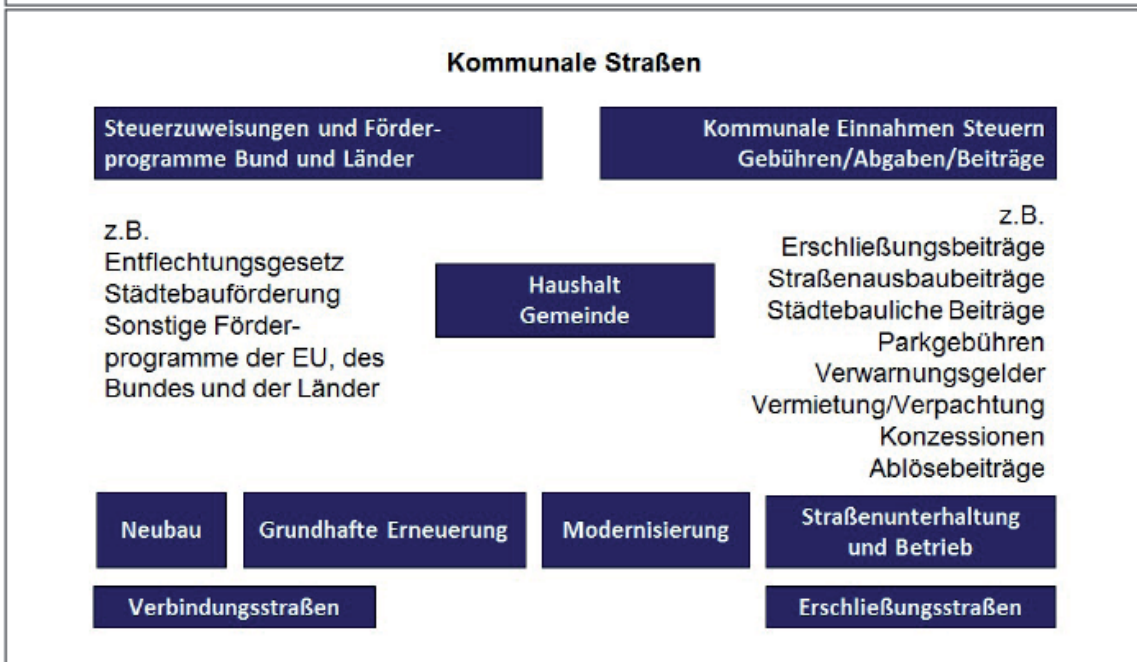 Kommunale Straßen
Steuerzuweisungen und Förder-
programme Bund und Länder
Kommunale Einnahmen Steuern
Gebühren/Abgaben/Beiträge
z.B.
Entflechtungsgesetz
Städtebauförderung
Sonstige Förder-
programme der EU, des
Bundes und der Länder
Haushalt
Gemeinde
z.B.
Erschließungsbeiträge
Straßenausbaubeiträge
Städtebauliche Beiträge
Parkgebühren
Verwarnungsgelder
Vermietung/Verpachtung
Konzessionen
Ablösebeiträge
Neubau
Grundhafte Erneuerung
Modernisierung
Straßenunterhaltung
und Betrieb
Verbindungsstraßen
Erschließungsstraßen